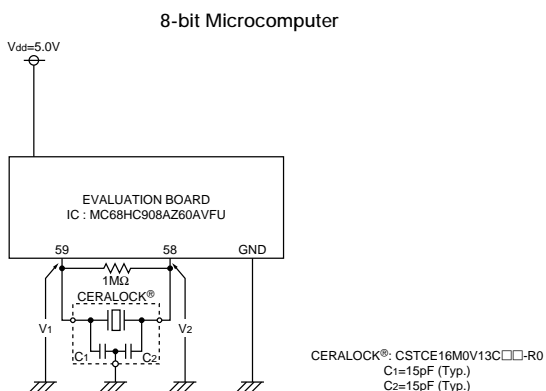 8-bit Microcomputer
Vdd=5.0V
EVALUATION BOARD
IC : MC68HC908AZ60AVFU
59 58 GND
1MΩ
CERALOCK®
V1 V2
C1 C2
CERALOCK®: CSTCE16M0V13C□□-R0
C1=15pF (Typ.)
C2=15pF (Typ.)